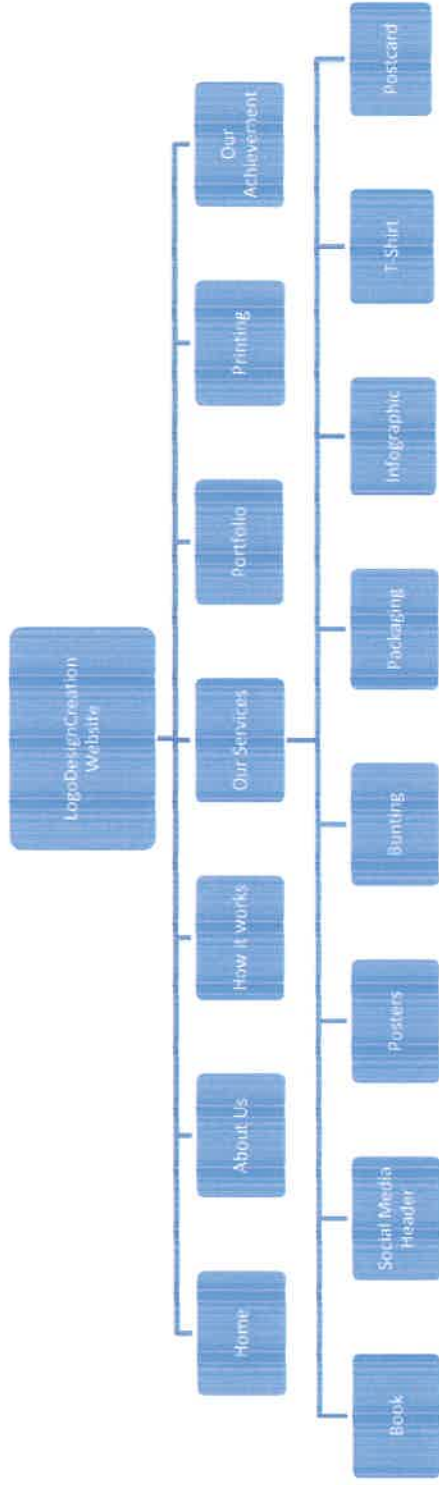 LogoDesignCreation
Website
Home
About Us
How it works
Our Services
Portfolio
Printing
Our
Achievement
Book
Social Media
Header
Posters
Bunting
Packaging
Infographic
T-Shirt
Postcard